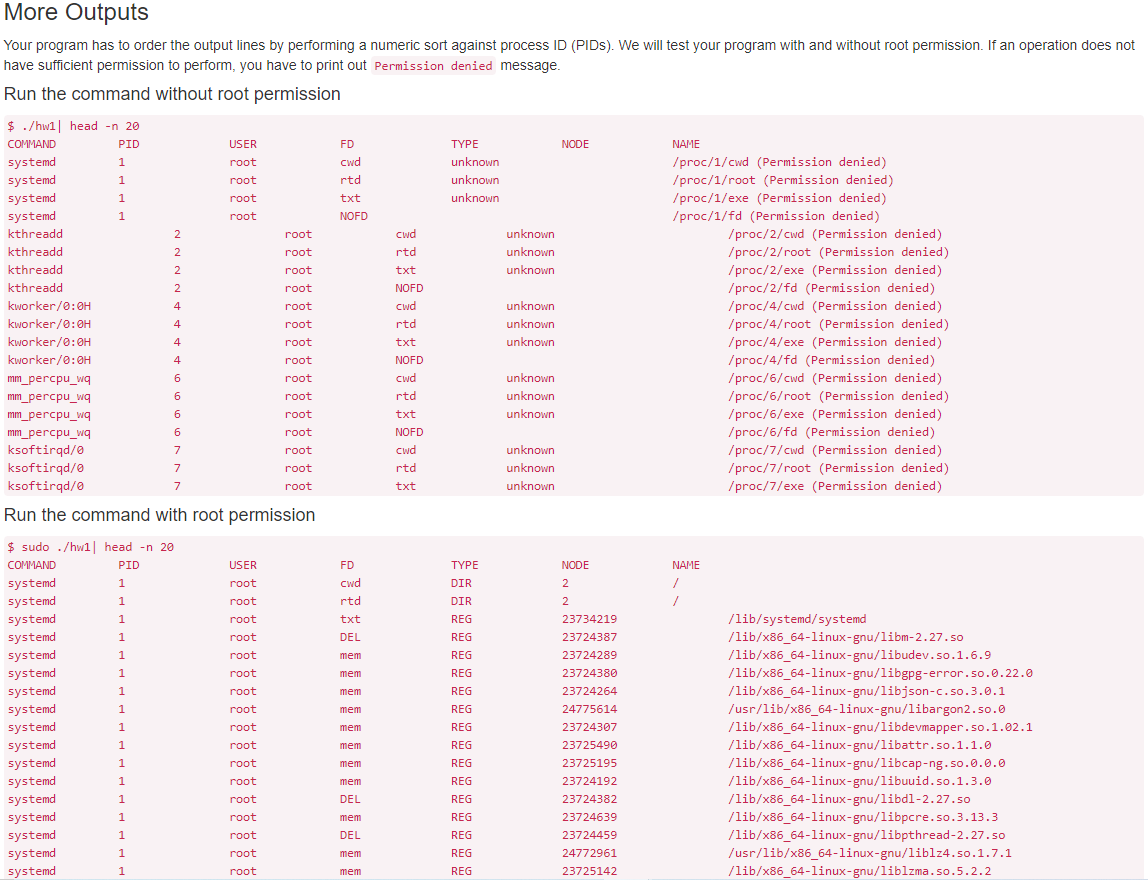 More Outputs
Your program has to order the output lines by performing a numeric sort against process ID (PIDs). We will test your program with and without root permission. If an operation does not
have sufficient permission to perform, you have to print out Permission denied message.
Run the command without root permission
$ ./hw1| head -n 20
COMMAND PID USER FD TYPE NODE NAME
systemd 1 root cwd unknown /proc/1/cwd (Permission denied)
systemd 1 root rtd unknown /proc/1/root (Permission denied)
systemd 1 root txt unknown /proc/1/exe (Permission denied)
systemd 1 root NOFD /proc/1/fd (Permission denied)
kthreadd 2 root cwd unknown /proc/2/cwd (Permission denied)
kthreadd 2 root rtd unknown /proc/2/root (Permission denied)
kthreadd 2 root txt unknown /proc/2/exe (Permission denied)
kthreadd 2 root NOFD /proc/2/fd (Permission denied)
kworker/0:0H 4 root cwd unknown /proc/4/cwd (Permission denied)
kworker/0:0H 4 root rtd unknown /proc/4/root (Permission denied)
kworker/0:0H 4 root txt unknown /proc/4/exe (Permission denied)
kworker/0:0H 4 root NOFD /proc/4/fd (Permission denied)
mm_percpu_wq 6 root cwd unknown /proc/6/cwd (Permission denied)
mm_percpu_wq 6 root rtd unknown /proc/6/root (Permission denied)
mm_percpu_wq 6 root txt unknown /proc/6/exe (Permission denied)
mm_percpu_wq 6 root NOFD /proc/6/fd (Permission denied)
ksoftirqd/0 7 root cwd unknown /proc/7/cwd (Permission denied)
ksoftirqd/0 7 root rtd unknown /proc/7/root (Permission denied)
ksoftirqd/0 7 root txt unknown /proc/7/exe (Permission denied)
Run the command with root permission
$ sudo ./hw1| head -n 20
COMMAND PID USER FD TYPE NODE NAME
systemd 1 root cwd DIR 2 /
systemd 1 root rtd DIR 2 /
systemd 1 root txt REG 23734219 /lib/systemd/systemd
systemd 1 root DEL REG 23724387 /lib/x86_64-linux-gnu/libm-2.27.so
systemd 1 root mem REG 23724289 /lib/x86_64-linux-gnu/libudev.so.1.6.9
systemd 1 root mem REG 23724380 /lib/x86_64-linux-gnu/libgpg-error.so.0.22.0
systemd 1 root mem REG 23724264 /lib/x86_64-linux-gnu/libjson-c.so.3.0.1
systemd 1 root mem REG 24775614 /usr/lib/x86_64-linux-gnu/libargon2.so.0
systemd 1 root mem REG 23724307 /lib/x86_64-linux-gnu/libdevmapper.so.1.02.1
systemd 1 root mem REG 23725490 /lib/x86_64-linux-gnu/libattr.so.1.1.0
systemd 1 root mem REG 23725195 /lib/x86_64-linux-gnu/libcap-ng.so.0.0.0
systemd 1 root mem REG 23724192 /lib/x86_64-linux-gnu/libuuid.so.1.3.0
systemd 1 root DEL REG 23724382 /lib/x86_64-linux-gnu/libdl-2.27.so
systemd 1 root mem REG 23724639 /lib/x86_64-linux-gnu/libpcre.so.3.13.3
systemd 1 root DEL REG 23724459 /lib/x86_64-linux-gnu/libpthread-2.27.so
systemd 1 root mem REG 24772961 /usr/lib/x86_64-linux-gnu/liblz4.so.1.7.1
systemd 1 root mem REG 23725142 /lib/x86_64-linux-gnu/liblzma.so.5.2.2